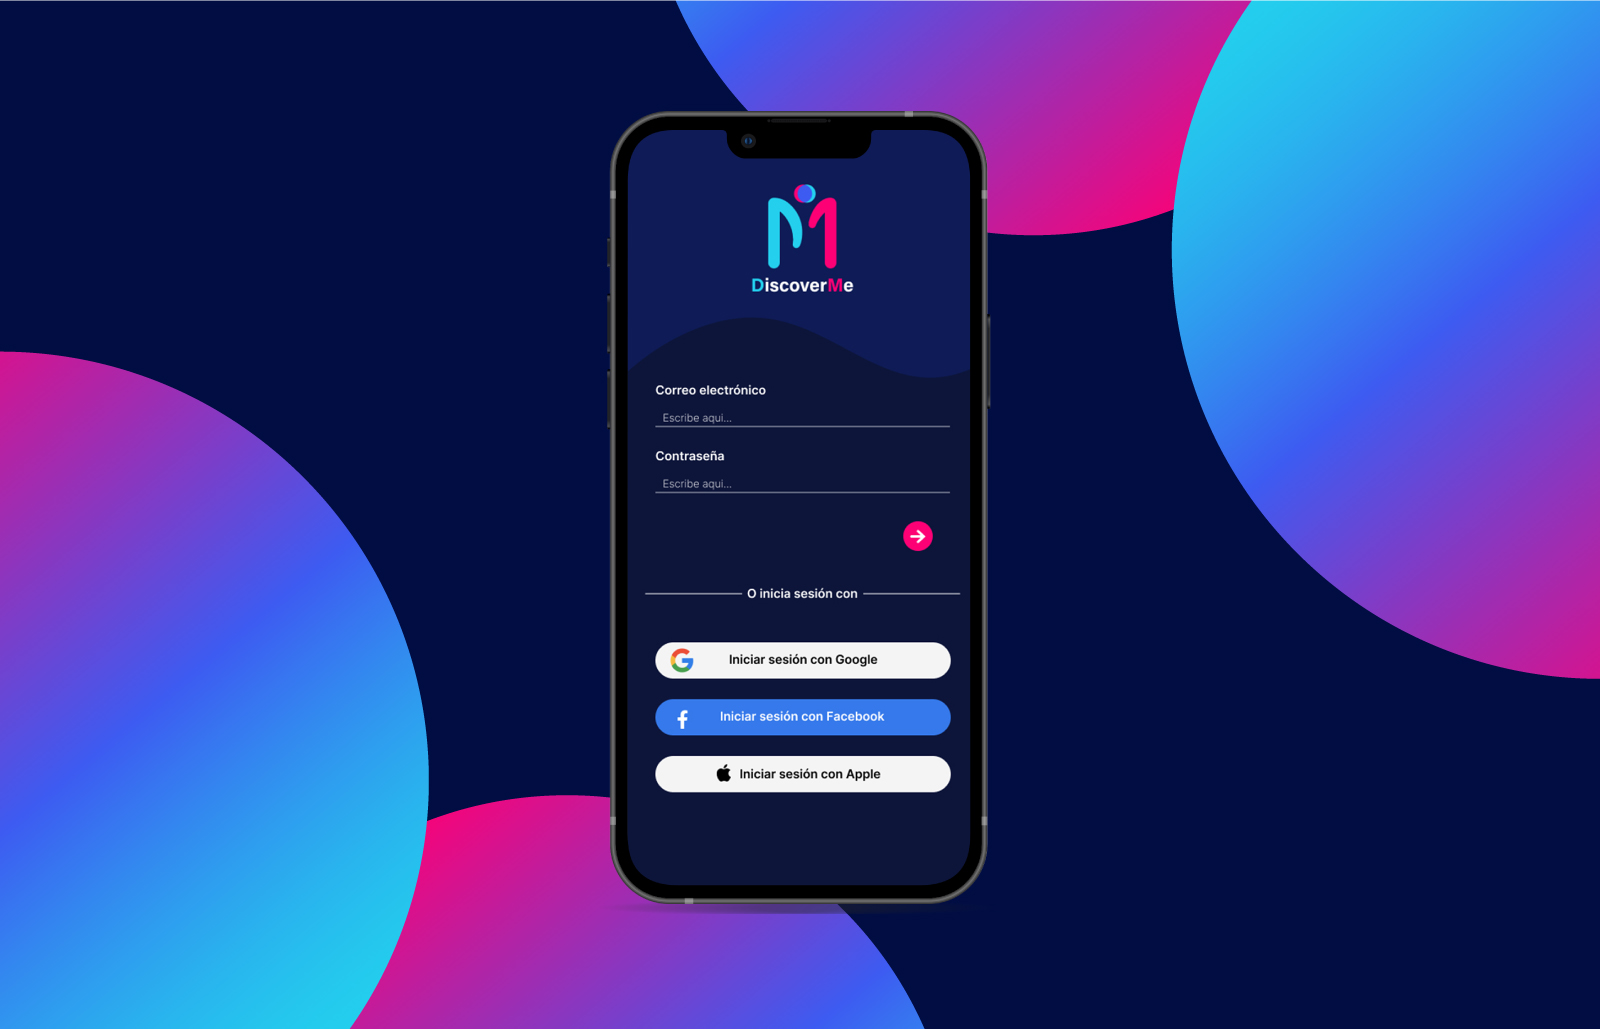 DiscoverMe
Correo electrónico
Escribe aqui...
Contraseña
Escribe aqui...
O inicia sesión con
Iniciar sesión con Google
Iniciar sesión con Facebook
Iniciar sesión con Apple